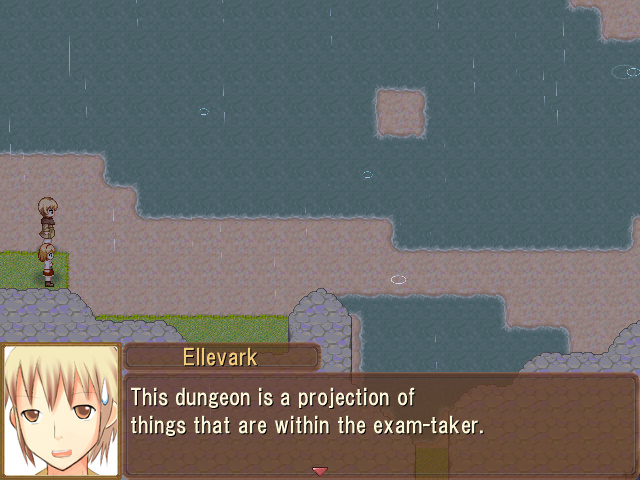 Ellevark
This dungeon is a projection of
things that are within the exam-taker.